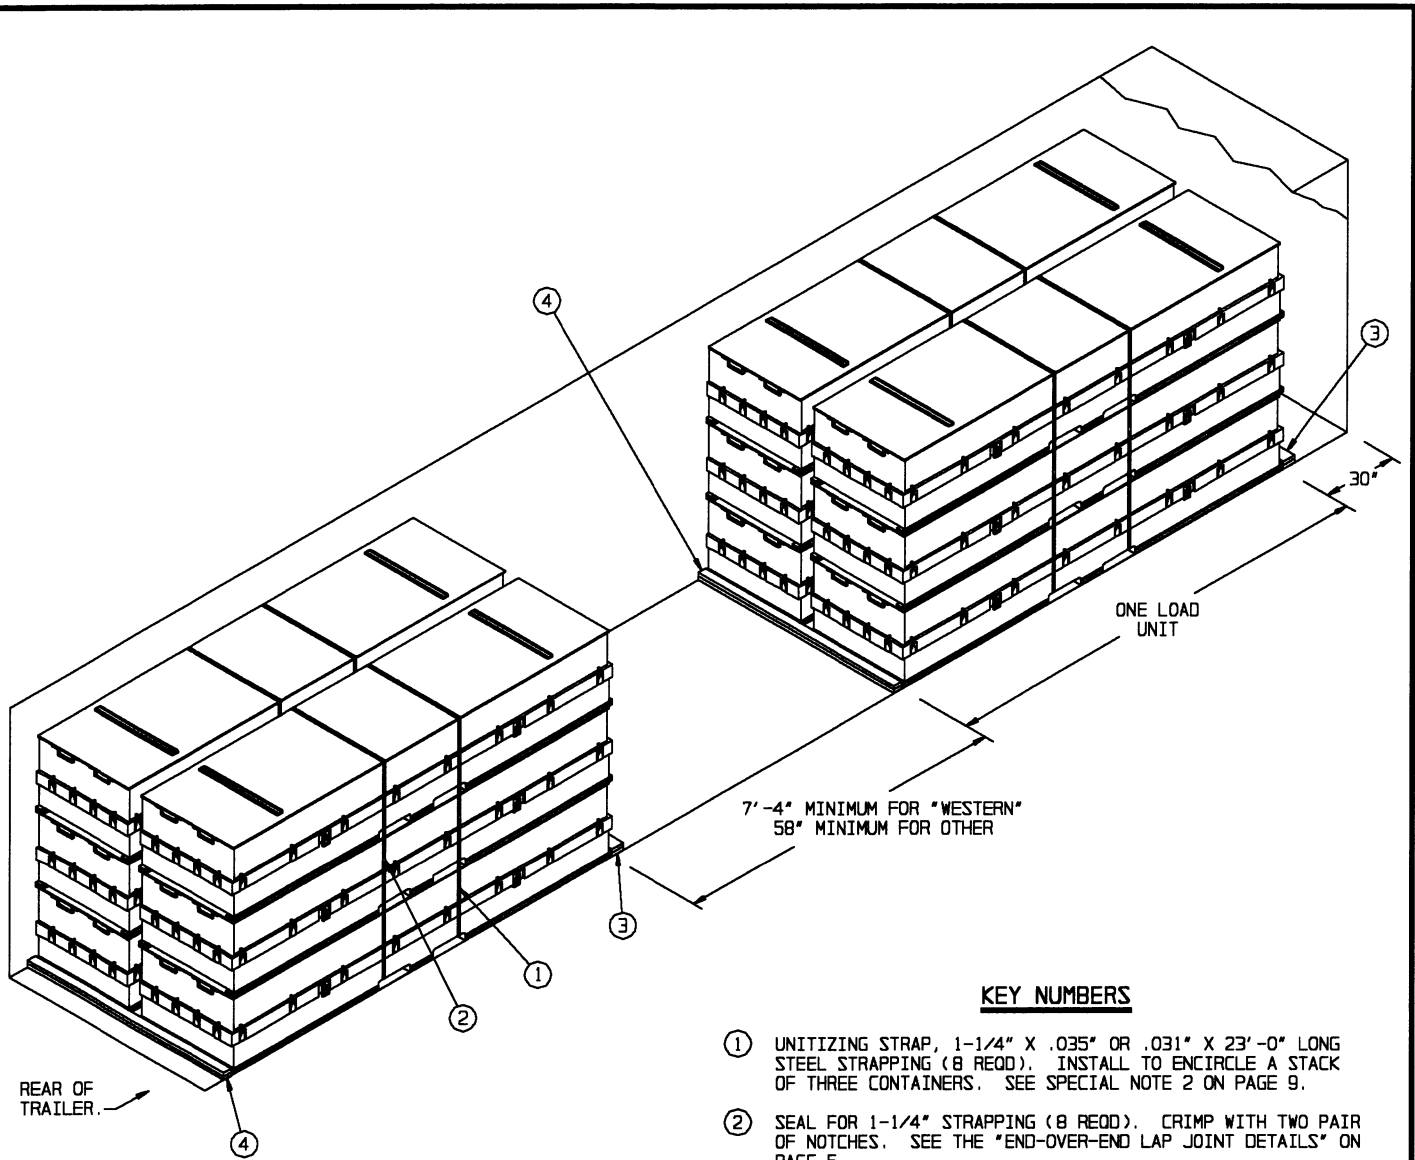 4
3
30"
ONE LOAD
UNIT
7'-4" MINIMUM FOR "WESTERN"
58" MINIMUM FOR OTHER
3
1
2
REAR OF
TRAILER.
4
KEY NUMBERS
1 UNITIZING STRAP, 1-1/4" X .035" OR .031" X 23'-0" LONG
STEEL STRAPPING (8 REQD). INSTALL TO ENCIRCLE A STACK
OF THREE CONTAINERS. SEE SPECIAL NOTE 2 ON PAGE 9.
2 SEAL FOR 1-1/4" STRAPPING (8 REQD). CRIMP WITH TWO PAIR
OF NOTCHES. SEE THE "END-OVER-END LAP JOINT DETAILS" ON
PAGE 5